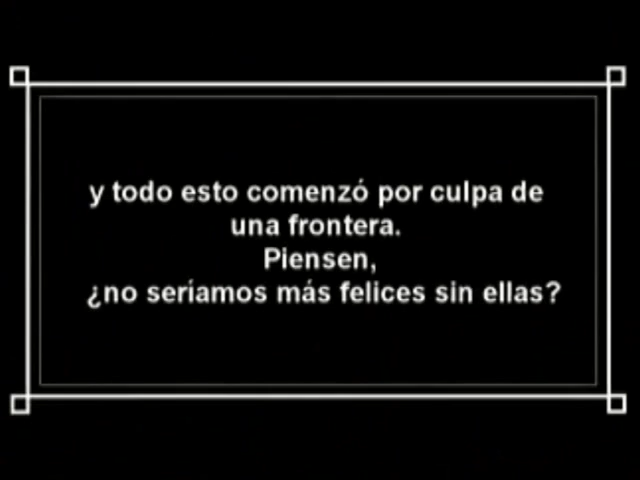 y todo esto comenzó por culpa de
una frontera.
Piensen,
¿no seríamos más felices sin ellas?